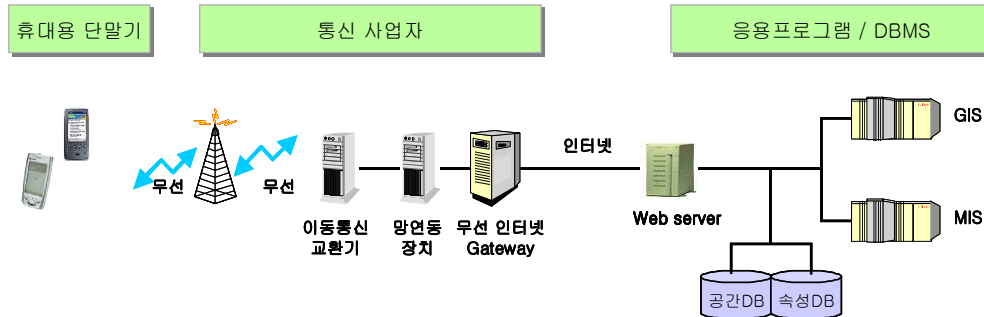 휴대용 단말기
통신 사업자
응용프로그램 / DBMS
GIS
인터넷
무선
무선
이동통신
교환기
망연동
장치
무선 인터넷
Gateway
Web server
MIS
공간DB
속성DB